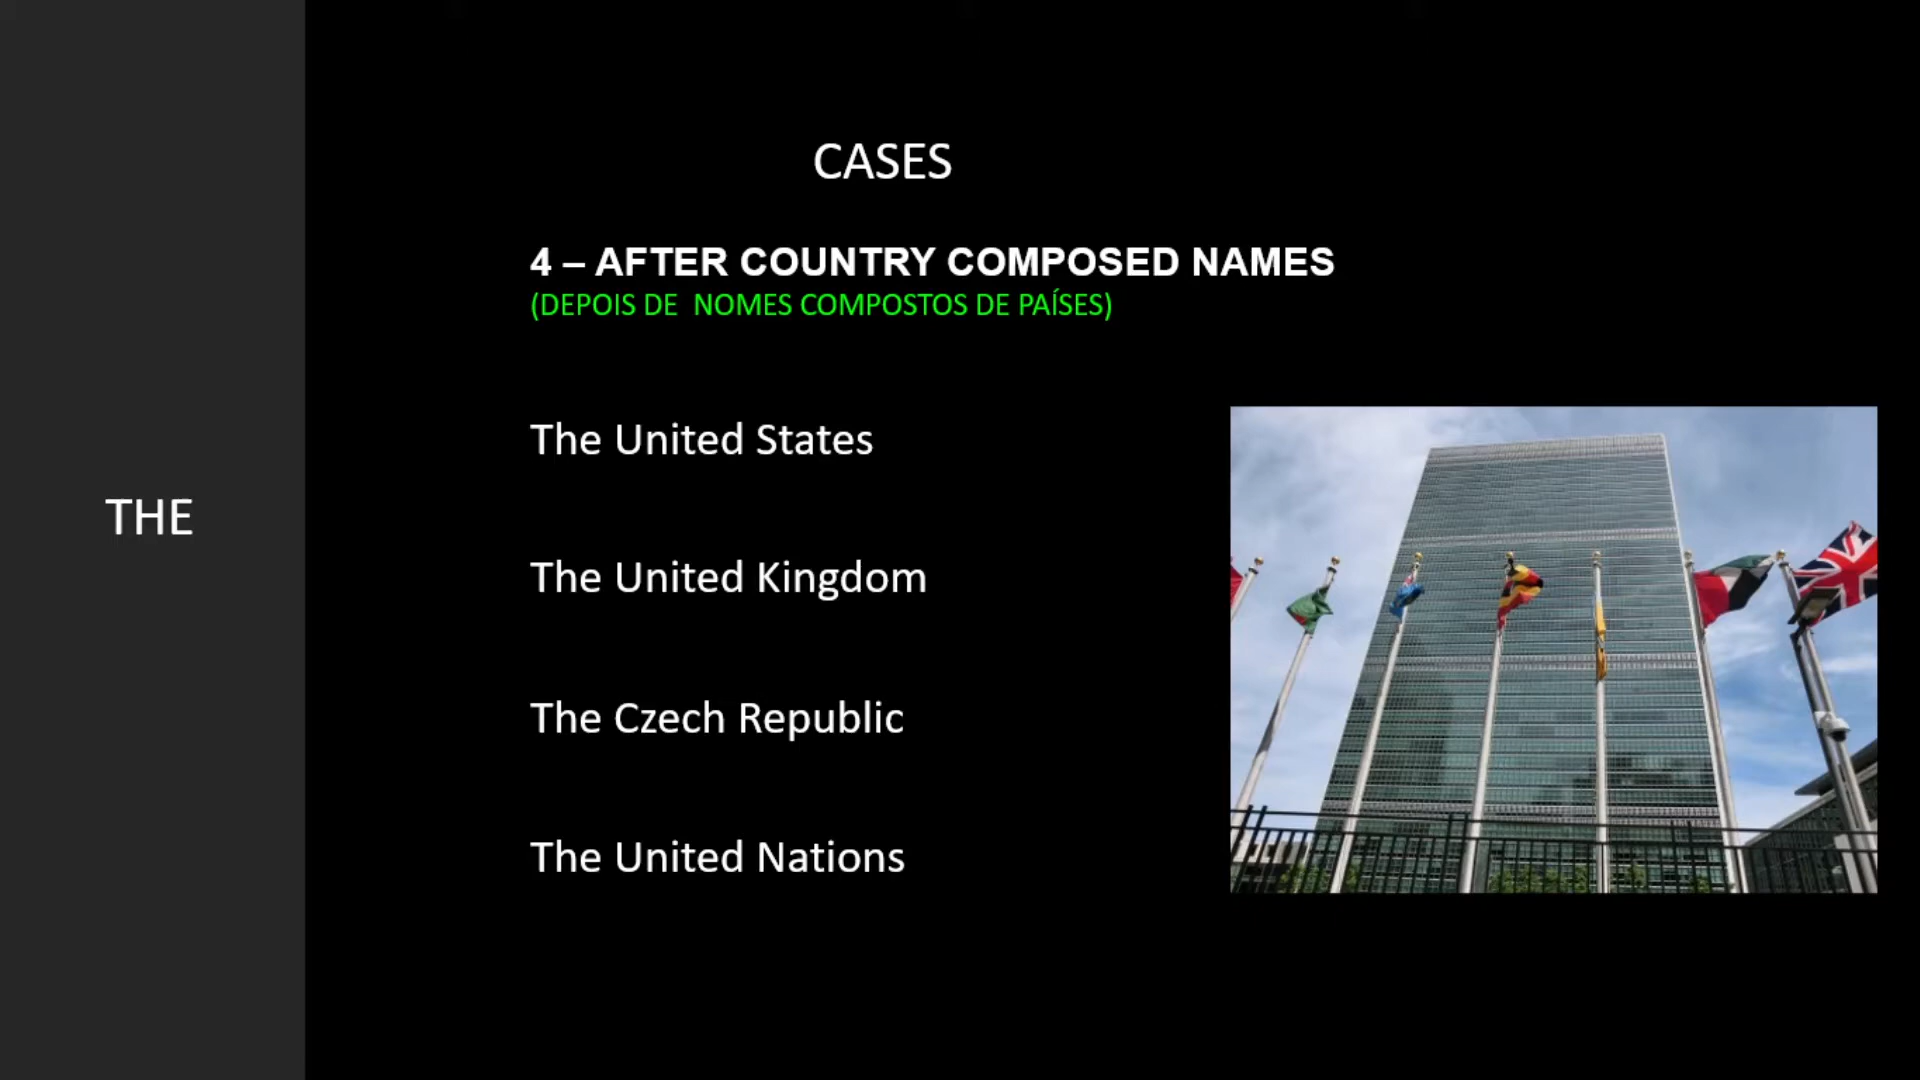 CASES
4 – AFTER COUNTRY COMPOSED NAMES
(DEPOIS DE  NOMES COMPOSTOS DE PAÍSES)
The United States
THE
The United Kingdom
The Czech Republic
The United Nations